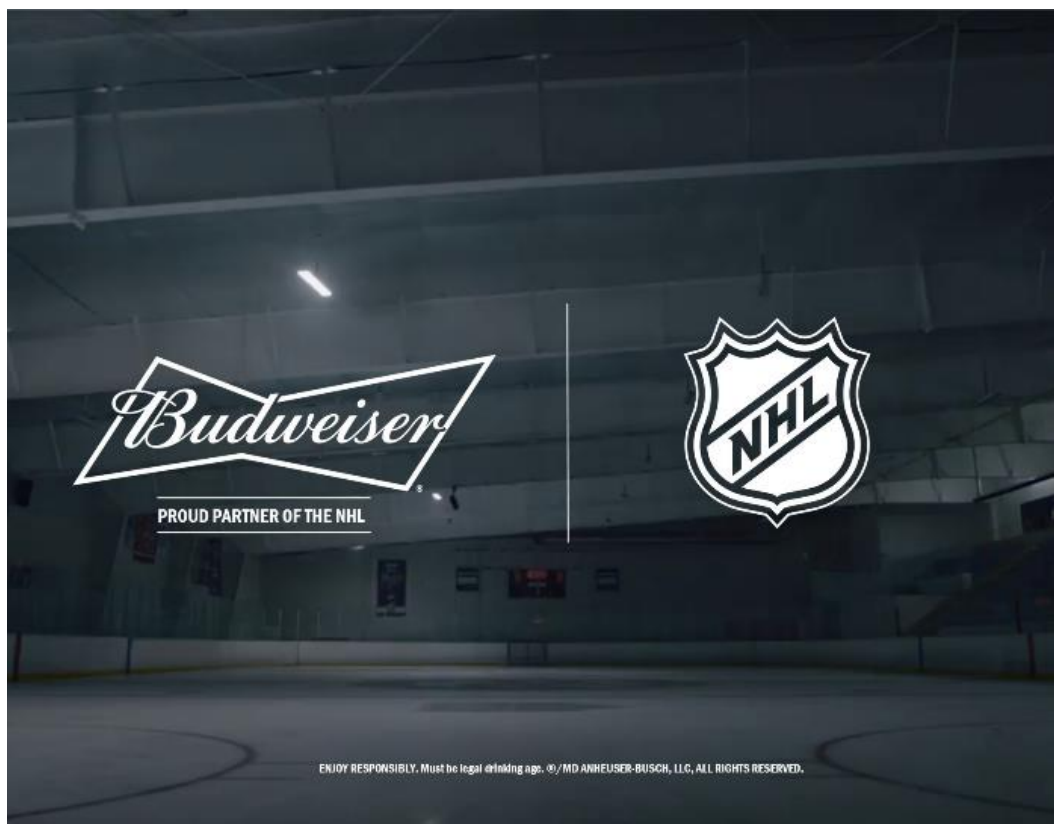 Budweiser®
PROUD PARTNER OF THE NHL
NHL
ENJOY RESPONSIBLY. Must be legal drinking age. ®/MD ANHEUSER-BUSCH, LLC, ALL RIGHTS RESERVED.